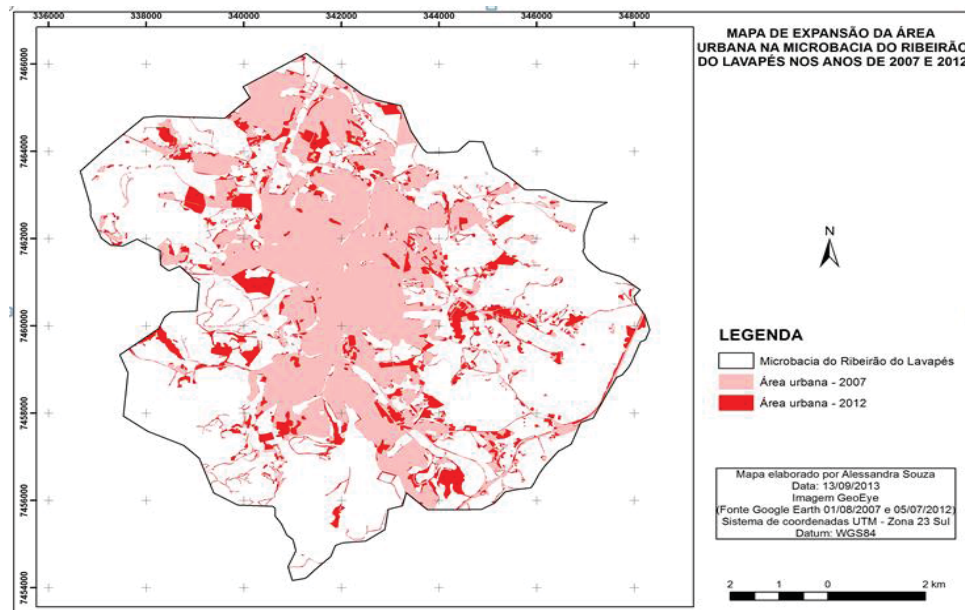 336000 338000 340000 342000 344000 346000 348000
7466000
7464000
7462000
7460000
7458000
7456000
7454000
MAPA DE EXPANSÃO DA ÁREA
URBANA NA MICROBACIA DO RIBEIRÃO
DO LAVAPÉS NOS ANOS DE 2007 E 2012
N
LEGENDA
Microbacia do Ribeirão do Lavapés
Área urbana - 2007
Área urbana - 2012
Mapa elaborado por Alessandra Souza
Data: 13/09/2013
Imagem GeoEye
(Fonte Google Earth 01/08/2007 e 05/07/2012)
Sistema de coordenadas UTM - Zona 23 Sul
Datum: WGS84
2 1 0 2 km